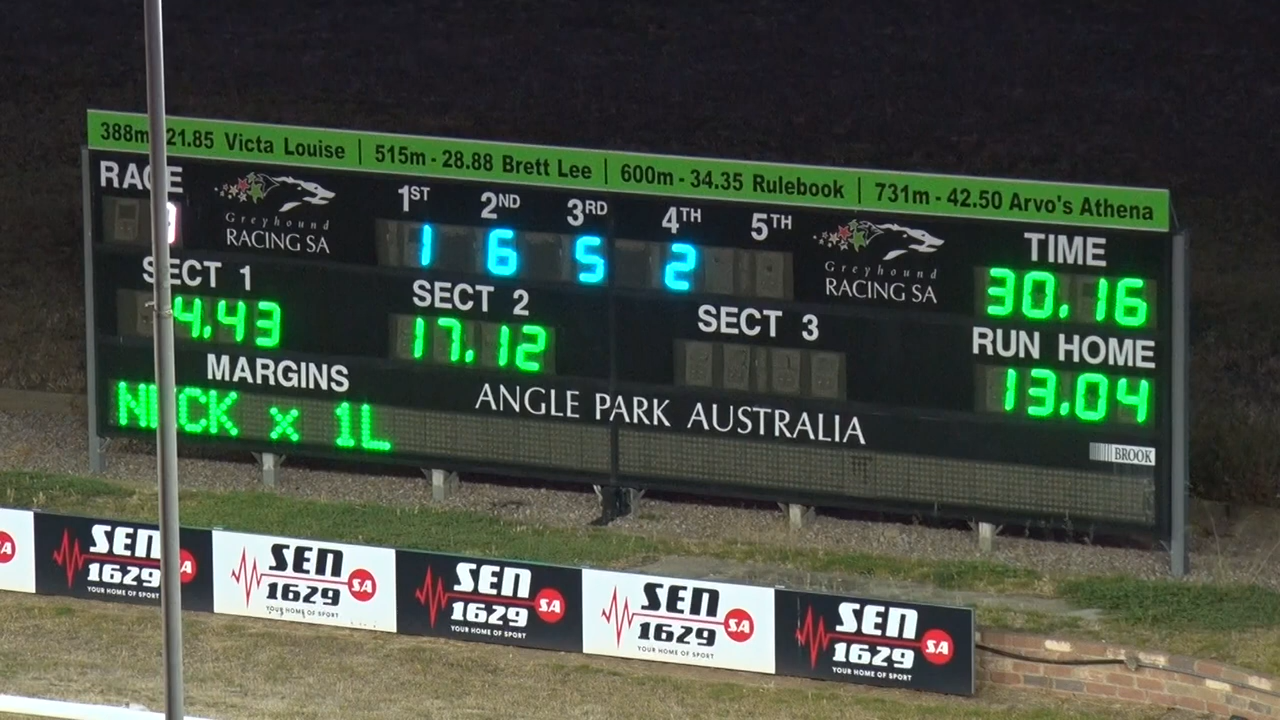 388m 21.85 Victa Louise | 515m - 28.88 Brett Lee | 600m - 34.35 Rulebook | 731m - 42.50 Arvo's Athena
RACE
Greyhound
RACING SA
1ST 2ND 3RD 4TH 5TH
1 6 5 2
Greyhound
RACING SA
TIME
30.16
SECT 1
4.43
SECT 2
17.12
SECT 3
RUN HOME
13.04
MARGINS
NECK x 1L
ANGLE PARK AUSTRALIA
BROOK
SA
SEN
1629 SA
YOUR HOME OF SPORT
SEN
1629 SA
YOUR HOME OF SPORT
SEN
1629 SA
YOUR HOME OF SPORT
SEN
1629 SA
YOUR HOME OF SPORT
SEN
1629 SA
YOUR HOME OF SPORT